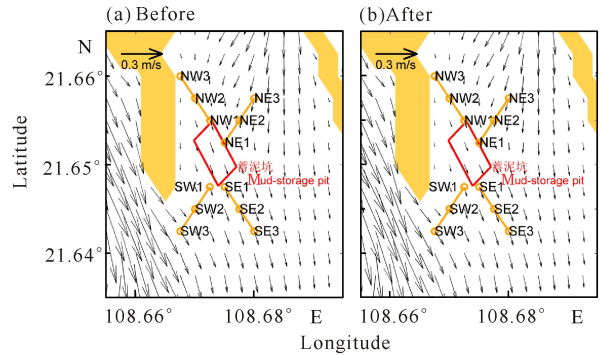 (a) Before
(b)After
N
0.3 m/s
0.3 m/s
21.66°
21.65°
21.64°
Latitude
NW3
NE3
NW2
NW1
NE2
NE1
蓄泥坑
Mud-storage pit
SW1
SE1
SW2
SE2
SW3
SE3
NW3
NE3
NW2
NW1
NE2
NE1
蓄泥坑
Mud-storage pit
SW1
SE1
SW2
SE2
SW3
SE3
108.66°
108.68°
E
108.66°
108.68°
E
Longitude